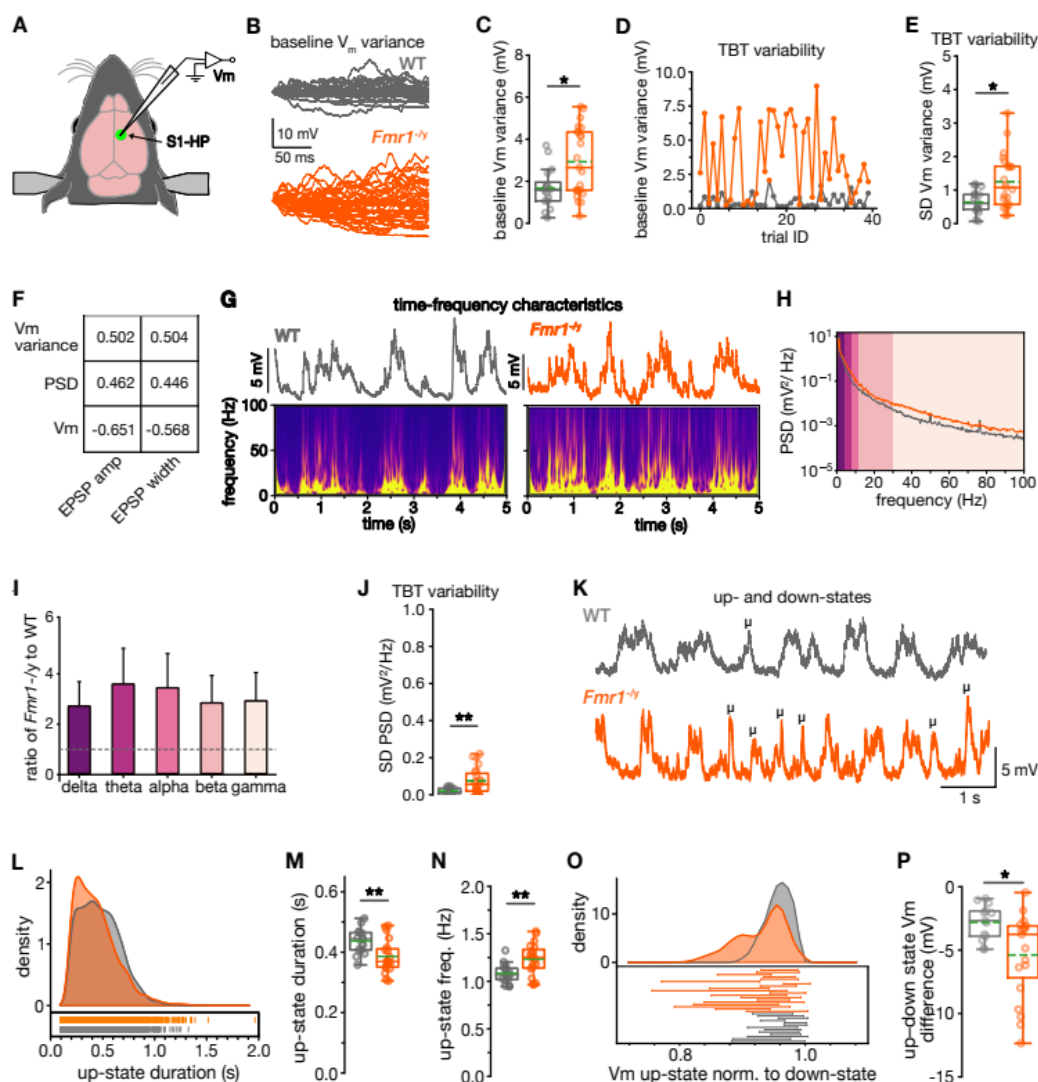 A
Vm
S1-HP
B
baseline Vm variance
WT
10 mV
50 ms
Fmr1-/y
C
baseline Vm variance (mV)
8
6
4
2
0
*
D
TBT variability
baseline Vm variance (mV)
10.0
7.5
5.0
2.5
0
0
20
40
trial ID
E
TBT variability
SD Vm variance (mV)
5
4
3
2
1
0
*
F
Vm variance
0.502 0.504
PSD
0.462 0.446
Vm
-0.651 -0.568
EPSP amp
EPSP width
G
time-frequency characteristics
WT
5 mV
Fmr1-/y
5 mV
frequency (Hz)
100
50
0
0 1 2 3 4 5
time (s)
0 1 2 3 4 5
time (s)
H
PSD (mV²/Hz)
10¹
10⁻¹
10⁻³
10⁻⁵
0 20 40 60 80 100
frequency (Hz)
I
ratio of Fmr1-/y to WT
6
4
2
0
delta theta alpha beta gamma
J
TBT variability
SD PSD (mV²/Hz)
1.0
0.8
0.6
0.4
0.2
0.0
**
K
up- and down-states
WT
µ
Fmr1-/y
µ µ µ µ µ µ
5 mV
1 s
L
density
2
1
0
0 0.5 1.0 1.5 2.0
up-state duration (s)
M
up-state duration (s)
0.6
0.4
0.2
0.0
**
N
up-state freq. (Hz)
2.0
1.5
1.0
0.5
0.0
**
O
density
10
0
0.8 1.0
Vm up-state norm. to down-state
P
up-down state Vm
difference (mV)
0
-5
-10
-15
*